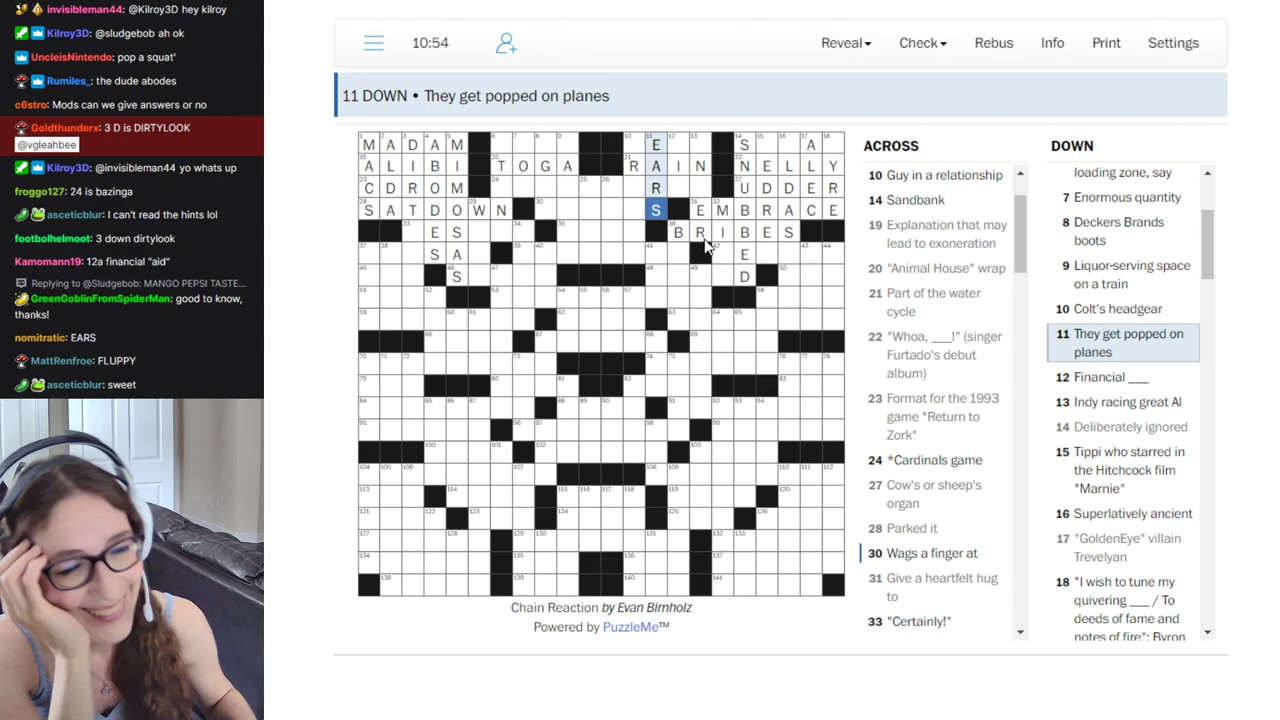 invisibleman44: @Kilroy3D hey kilroy
Kilroy3D: @sludgebob ah ok
UncleisNintendo: pop a squat'
Rumiles_: the dude abodes
c6stro: Mods can we give answers or no
Goldthunderx: 3 D is DIRTYLOOK
@vgleahbee
Kilroy3D: @invisibleman44 yo whats up
froggo127: 24 is bazinga
asceticblur: I can't read the hints lol
footbolhelmoot: 3 down dirtylook
Kamomann19: 12a financial "aid"
Replying to @Sludgebob: MANGO PEPSI TASTE...
GreenGoblinFromSpiderMan: good to know,
thanks!
nomitratic: EARS
MattRenfroe: FLUPPY
asceticblur: sweet
10:54
Reveal
Check
Rebus
Info
Print
Settings
11 DOWN • They get popped on planes
M A D A M E S A
A L I B I T O G A R A I N N E L L Y
C D R O M R U D D E R
S A T D O W N S E M B R A C E
E S B R I B E S
S A E
S D
Chain Reaction by Evan Birnholz
Powered by PuzzleMe™
ACROSS
10 Guy in a relationship
14 Sandbank
19 Explanation that may
lead to exoneration
20 "Animal House" wrap
21 Part of the water
cycle
22 "Whoa, ___!" (singer
Furtado's debut
album)
23 Format for the 1993
game "Return to
Zork"
24 *Cardinals game
27 Cow's or sheep's
organ
28 Parked it
30 Wags a finger at
31 Give a heartfelt hug
to
33 "Certainly!"
DOWN
loading zone, say
7 Enormous quantity
8 Deckers Brands
boots
9 Liquor-serving space
on a train
10 Colt's headgear
11 They get popped on
planes
12 Financial ___
13 Indy racing great Al
14 Deliberately ignored
15 Tippi who starred in
the Hitchcock film
"Marnie"
16 Superlatively ancient
17 "GoldenEye" villain
Trevelyan
18 "I wish to tune my
quivering ___ / To
deeds of fame and
notes of fire": Byron